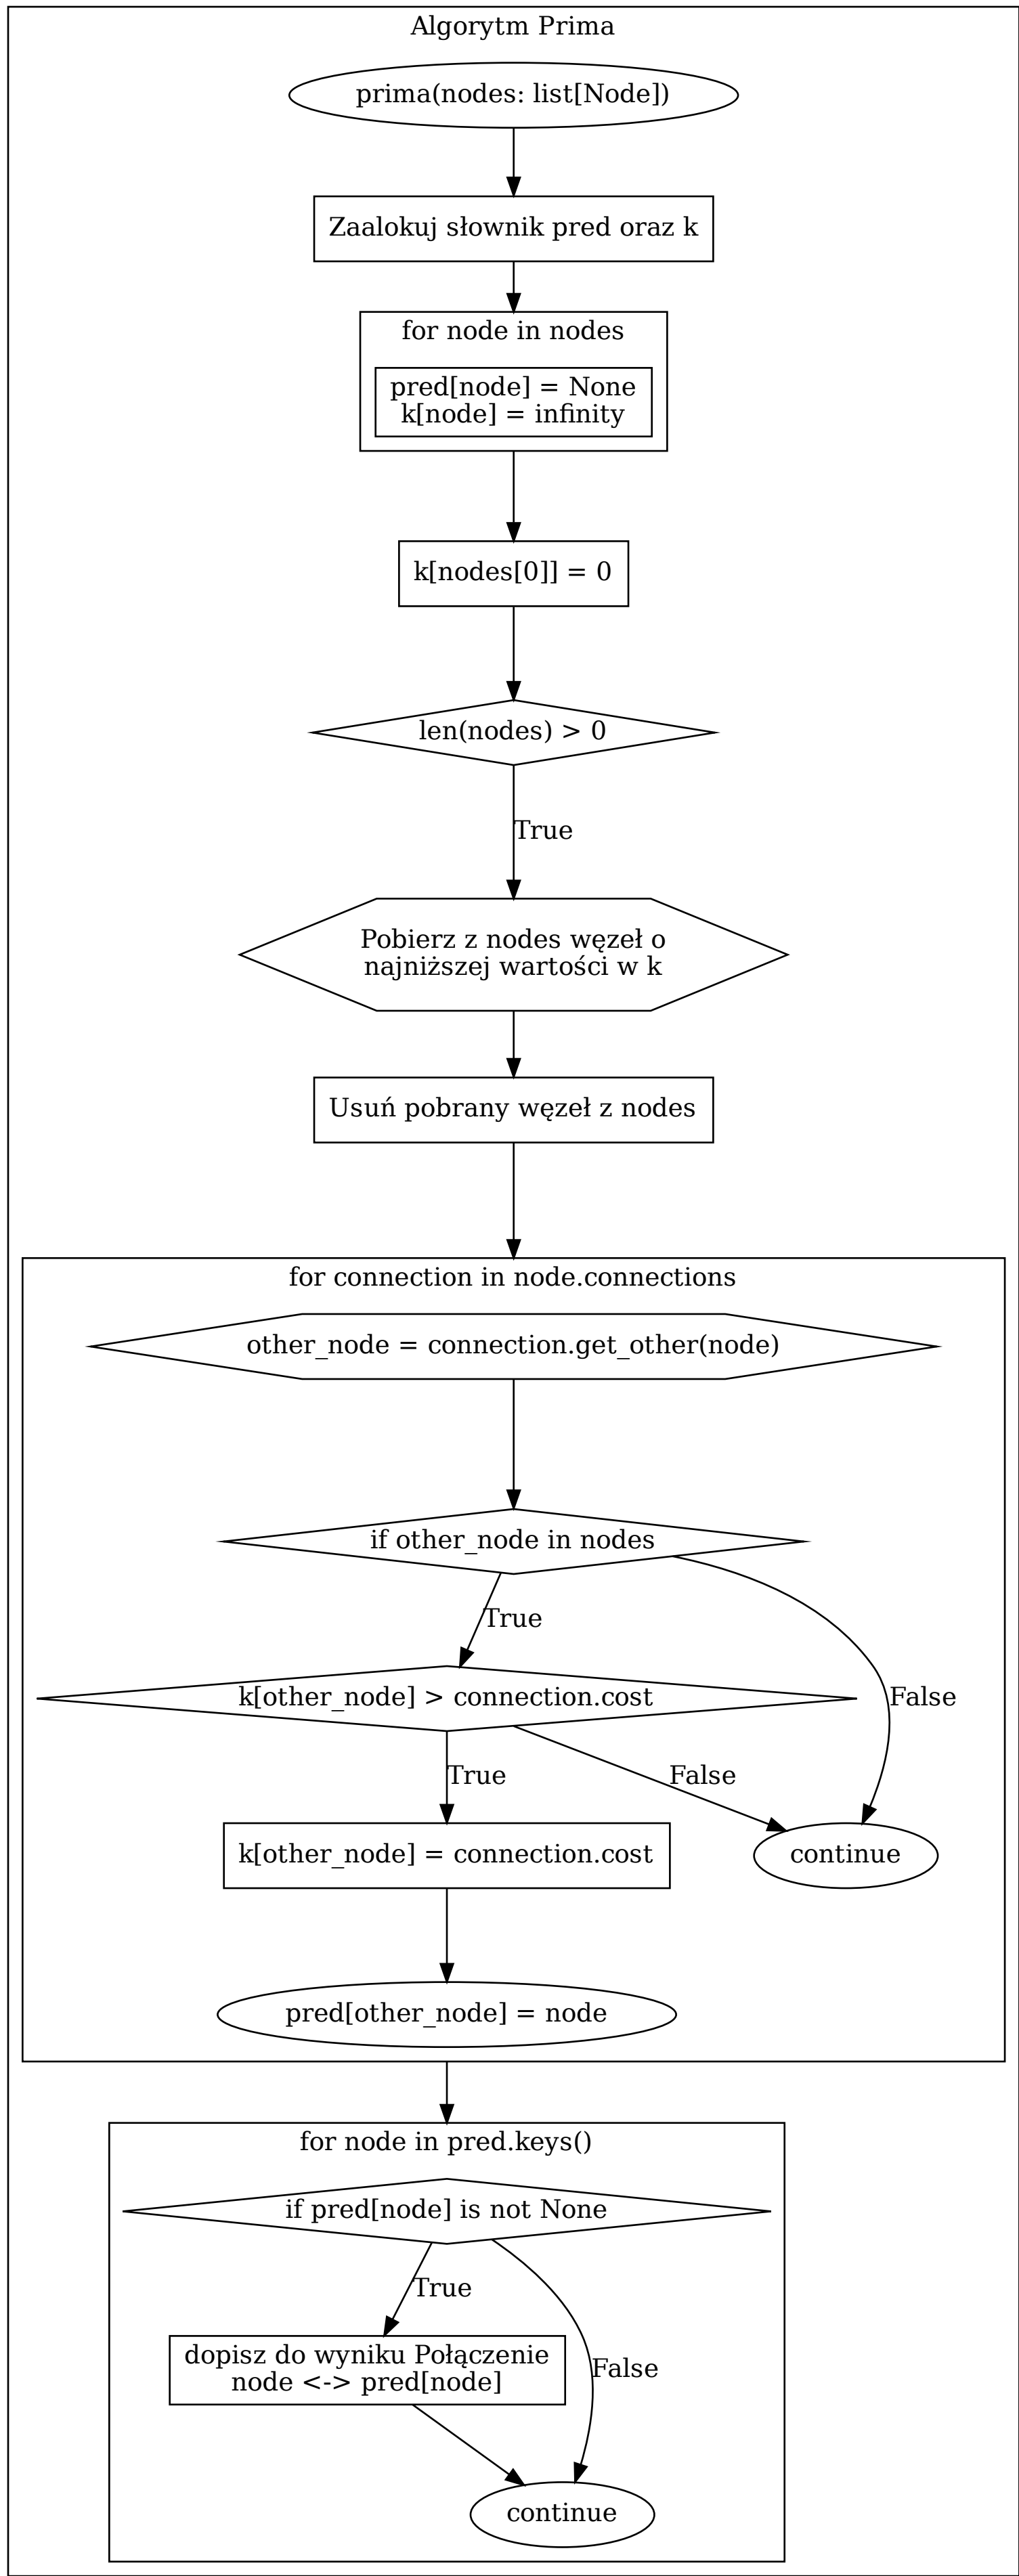 Algorytm Prima
prima(nodes: list[Node])
Zaalokuj słownik pred oraz k
for node in nodes
pred[node] = None
k[node] = infinity
k[nodes[0]] = 0
len(nodes) > 0
True
Pobierz z nodes węzeł o
najniższej wartości w k
Usuń pobrany węzeł z nodes
for connection in node.connections
other_node = connection.get_other(node)
if other_node in nodes
True
k[other_node] > connection.cost
False
True
False
k[other_node] = connection.cost
continue
pred[other_node] = node
for node in pred.keys()
if pred[node] is not None
True
dopisz do wyniku Połączenie
node <-> pred[node]
False
continue